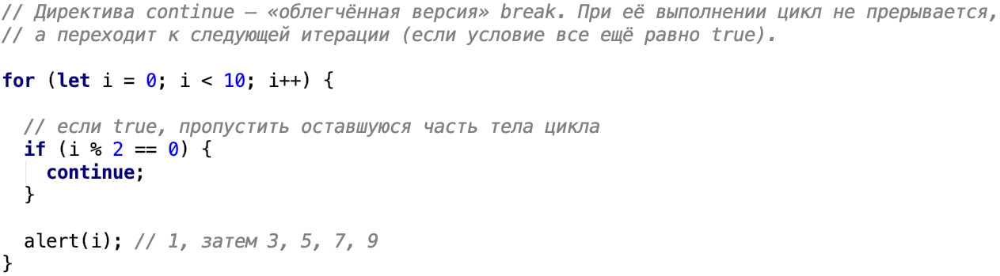 // Директива continue – «облегчённая версия» break. При её выполнении цикл не прерывается,
// а переходит к следующей итерации (если условие все ещё равно true).
for (let i = 0; i < 10; i++) {
// если true, пропустить оставшуюся часть тела цикла
if (i % 2 == 0) {
continue;
}
alert(i); // 1, затем 3, 5, 7, 9
}